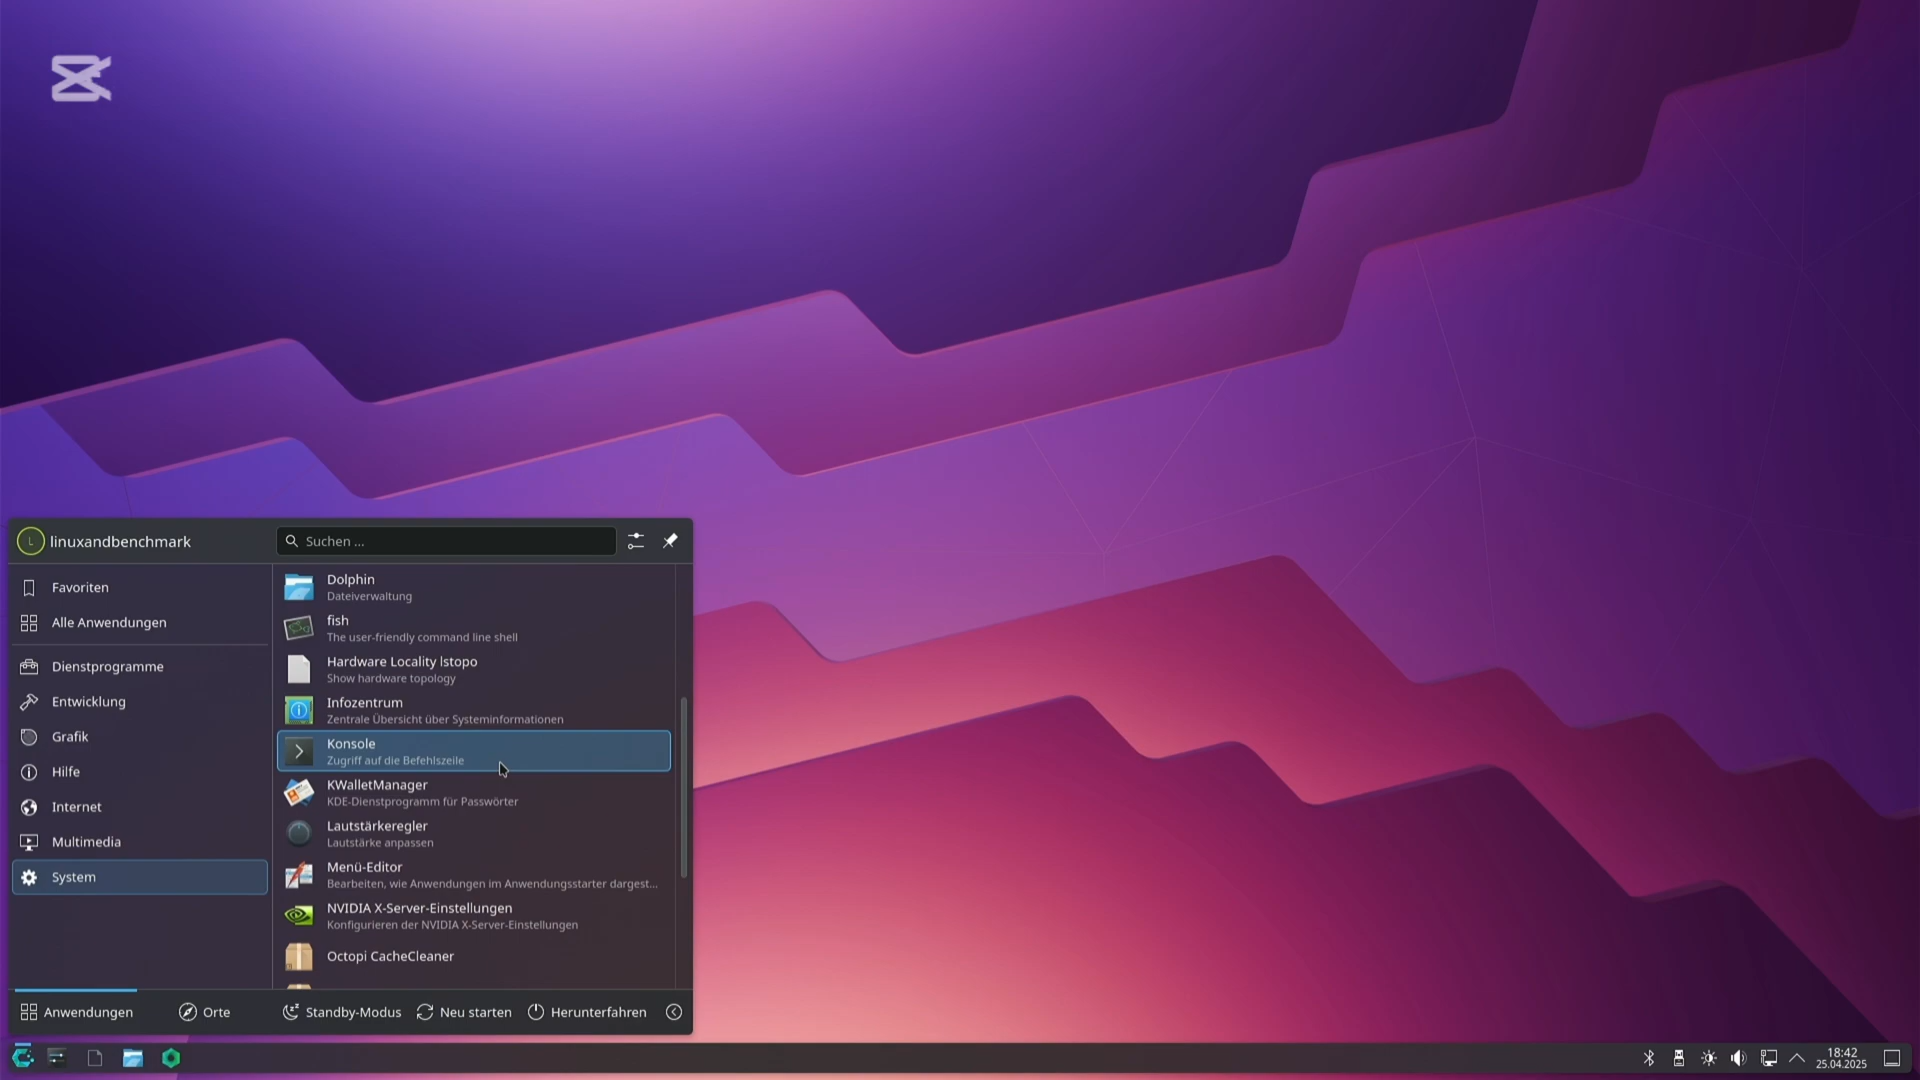 linuxandbenchmark
Suchen ...
Favoriten
Alle Anwendungen
Dienstprogramme
Entwicklung
Grafik
Hilfe
Internet
Multimedia
System
Dolphin
Dateiverwaltung
fish
The user-friendly command line shell
Hardware Locality lstopo
Show hardware topology
Infozentrum
Zentrale Übersicht über Systeminformationen
Konsole
Zugriff auf die Befehlszeile
KWalletManager
KDE-Dienstprogramm für Passwörter
Lautstärkeregler
Lautstärke anpassen
Menü-Editor
Bearbeiten, wie Anwendungen im Anwendungsstarter dargest...
NVIDIA X-Server-Einstellungen
Konfigurieren der NVIDIA X-Server-Einstellungen
Octopi CacheCleaner
Anwendungen
Orte
Standby-Modus
Neu starten
Herunterfahren
18:42
25.04.2025